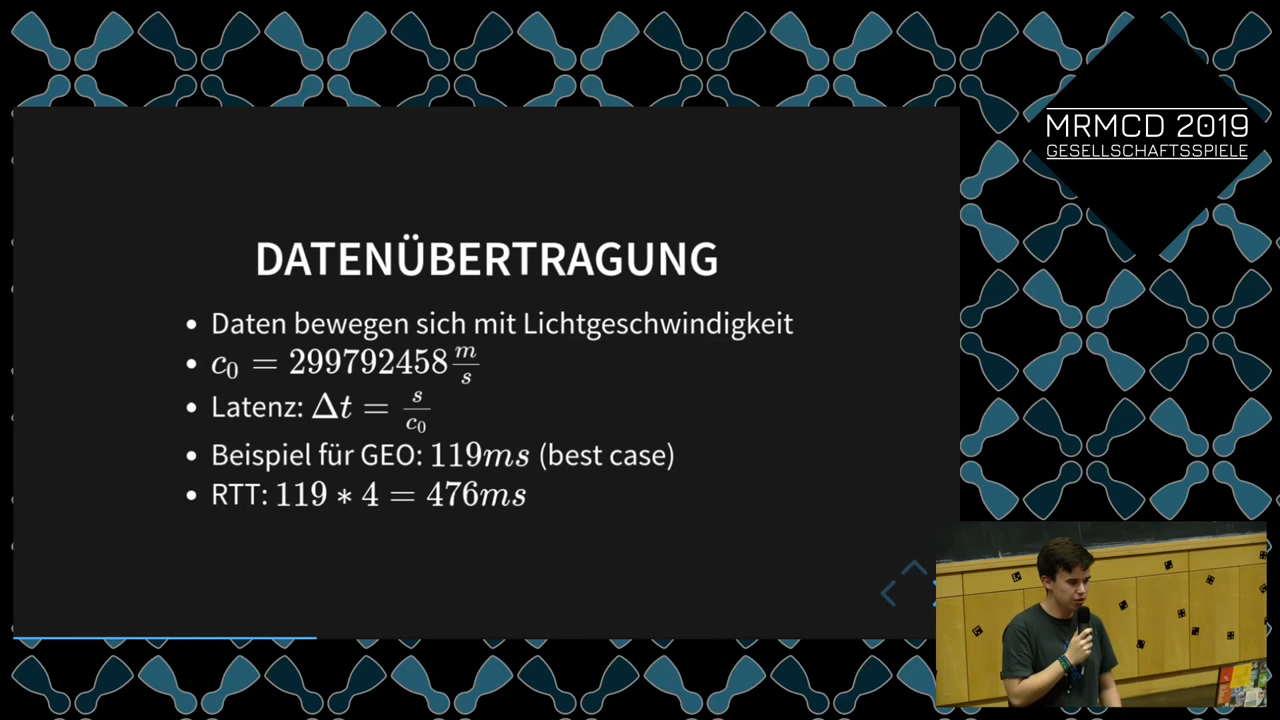 MRMCD 2019
GESELLSCHAFTSSPIELE
DATENÜBERTRAGUNG
• Daten bewegen sich mit Lichtgeschwindigkeit
• c₀ = 299792458 m/s
• Latenz: Δt = s/c₀
• Beispiel für GEO: 119ms (best case)
• RTT: 119 ∗ 4 = 476ms